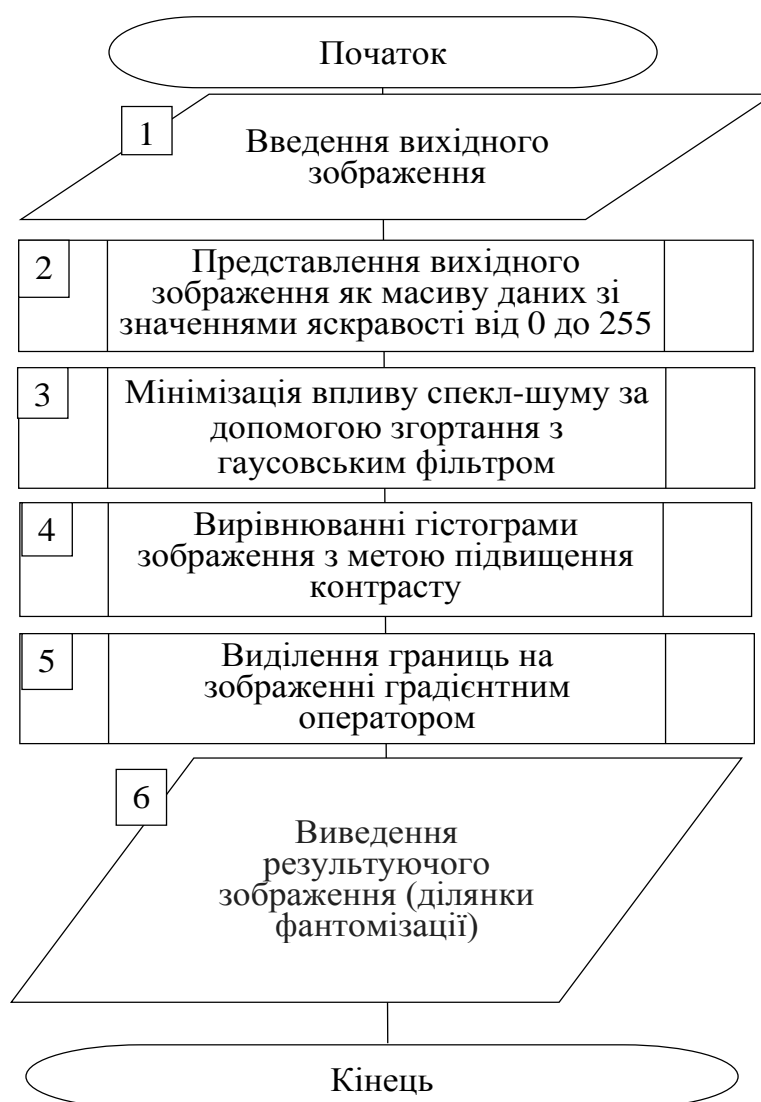 Початок
1
Введення вихідного
зображення
2
Представлення вихідного
зображення як масиву даних зі
значеннями яскравості від 0 до 255
3
Мінімізація впливу спекл-шуму за
допомогою згортання з
гаусовським фільтром
4
Вирівнюванні гістограми
зображення з метою підвищення
контрасту
5
Виділення границь на
зображенні градієнтним
оператором
6
Виведення
результуючого
зображення (ділянки
фантомізації)
Кінець